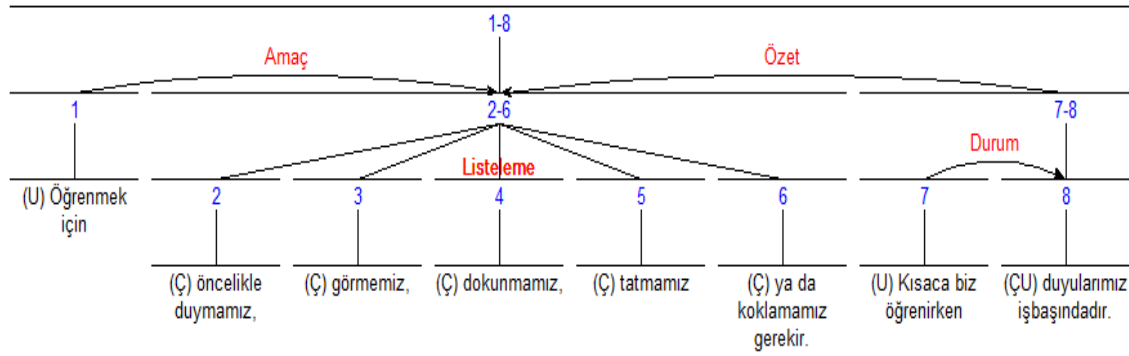 1-8
Amaç
Özet
1
2-6
7-8
Listeleme
Durum
(U) Öğrenmek
için
2
3
4
5
6
7
8
(Ç) öncelikle
duymamız,
(Ç) görmemiz,
(Ç) dokunmamız,
(Ç) tatmamız
(Ç) ya da
koklamamız
gerekir.
(U) Kısaca biz
öğrenirken
(ÇU) duyularımız
işbaşındadır.